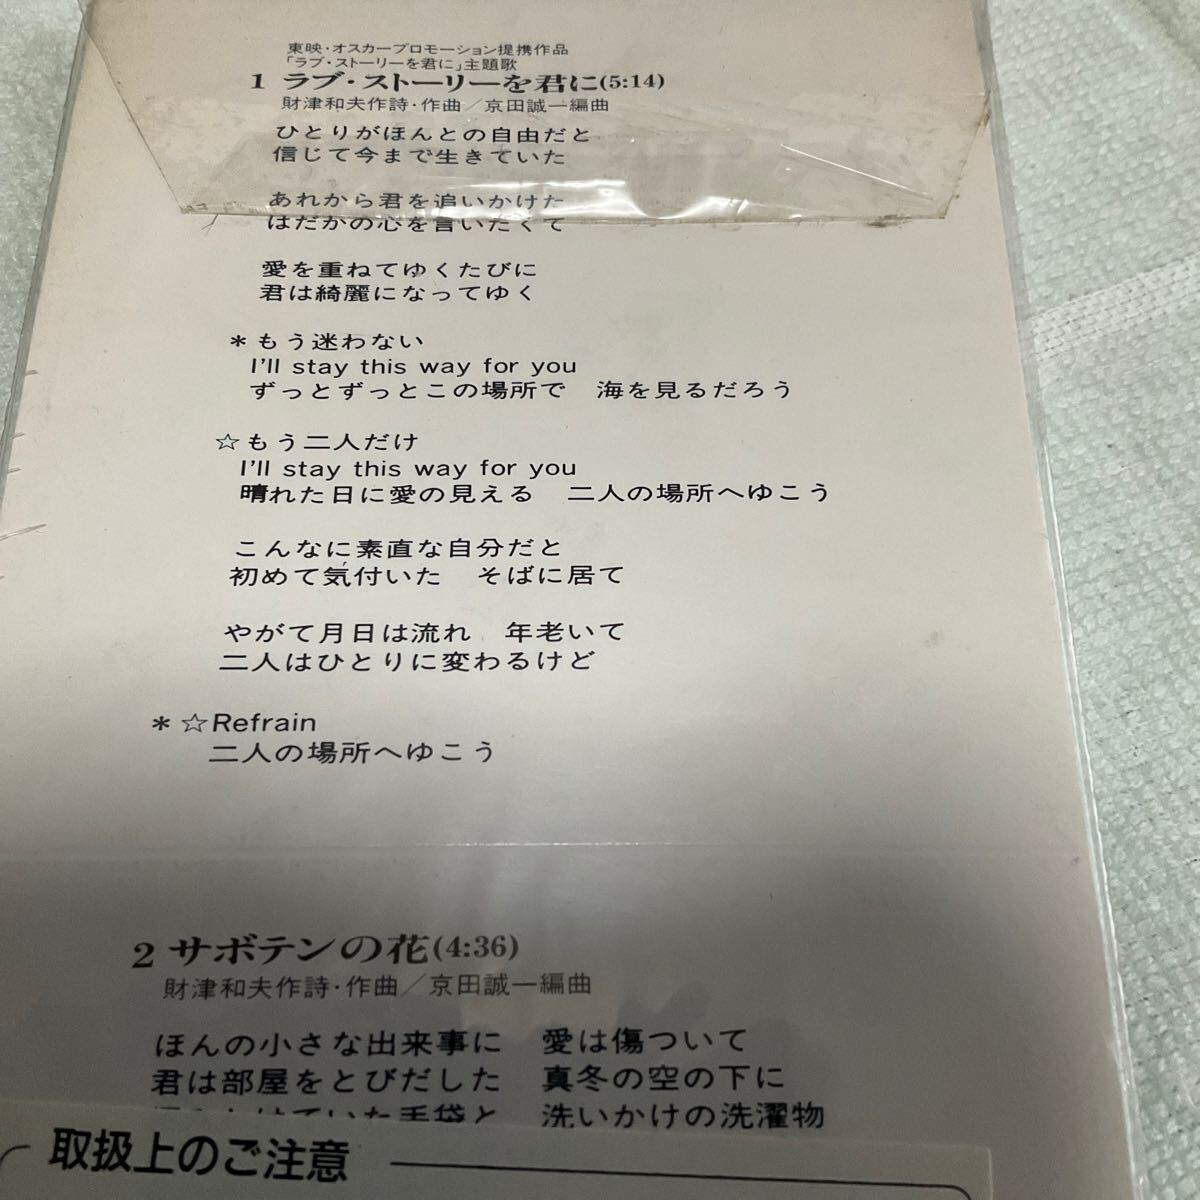 東映・オスカープロモーション提携作品
「ラブ・ストーリーを君に」主題歌
1 ラブ・ストーリーを君に(5:14)
財津和夫作詩・作曲／京田誠一編曲
ひとりがほんとの自由だと
信じて今まで生きていた
あれから君を追いかけた
はだかの心を言いたくて
愛を重ねてゆくたびに
君は綺麗になってゆく
＊もう迷わない
I'll stay this way for you
ずっとずっとこの場所で　海を見るだろう
☆もう二人だけ
I'll stay this way for you
晴れた日に愛の見える　二人の場所へゆこう
こんなに素直な自分だと
初めて気付いた　そばに居て
やがて月日は流れ　年老いて
二人はひとりに変わるけど
＊☆Refrain
二人の場所へゆこう
2 サボテンの花(4:36)
財津和夫作詩・作曲／京田誠一編曲
ほんの小さな出来事に　愛は傷ついて
君は部屋をとびだした　真冬の空の下に
手袋と　洗いかけの洗濯物
取扱上のご注意